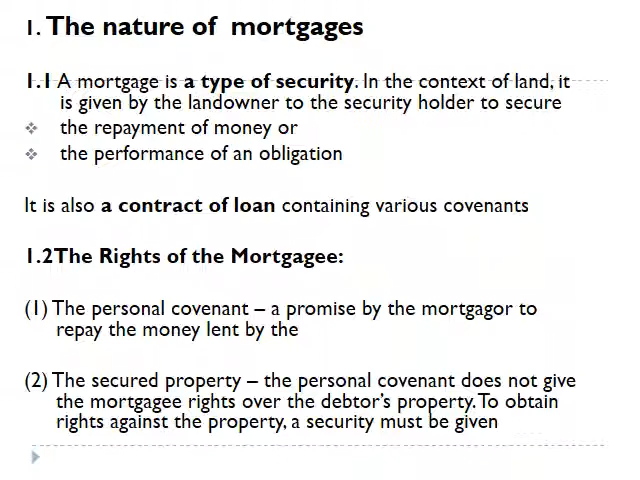 1. The nature of mortgages
1.1 A mortgage is a type of security. In the context of land, it
is given by the landowner to the security holder to secure
❖ the repayment of money or
❖ the performance of an obligation
It is also a contract of loan containing various covenants
1.2The Rights of the Mortgagee:
(1) The personal covenant – a promise by the mortgagor to
repay the money lent by the
(2) The secured property – the personal covenant does not give
the mortgagee rights over the debtor's property. To obtain
rights against the property, a security must be given